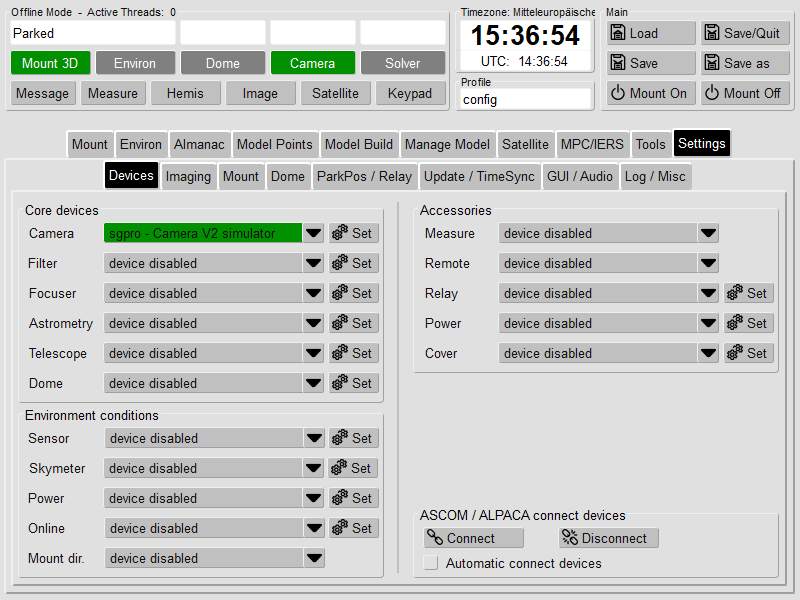 Offline Mode - Active Threads: 0
Parked
Mount 3D Environ Dome Camera Solver
Message Measure Hemis Image Satellite Keypad
Timezone: Mitteleuropäische
15:36:54
UTC: 14:36:54
Profile
config
Main
Load Save/Quit
Save Save as
Mount On Mount Off
Mount Environ Almanac Model Points Model Build Manage Model Satellite MPC/IERS Tools Settings
Devices Imaging Mount Dome ParkPos / Relay Update / TimeSync GUI / Audio Log / Misc
Core devices
Camera sgpro - Camera V2 simulator Set
Filter device disabled Set
Focuser device disabled Set
Astrometry device disabled Set
Telescope device disabled Set
Dome device disabled Set
Environment conditions
Sensor device disabled Set
Skymeter device disabled Set
Power device disabled Set
Online device disabled Set
Mount dir. device disabled
Accessories
Measure device disabled
Remote device disabled
Relay device disabled Set
Power device disabled Set
Cover device disabled Set
ASCOM / ALPACA connect devices
Connect Disconnect
Automatic connect devices